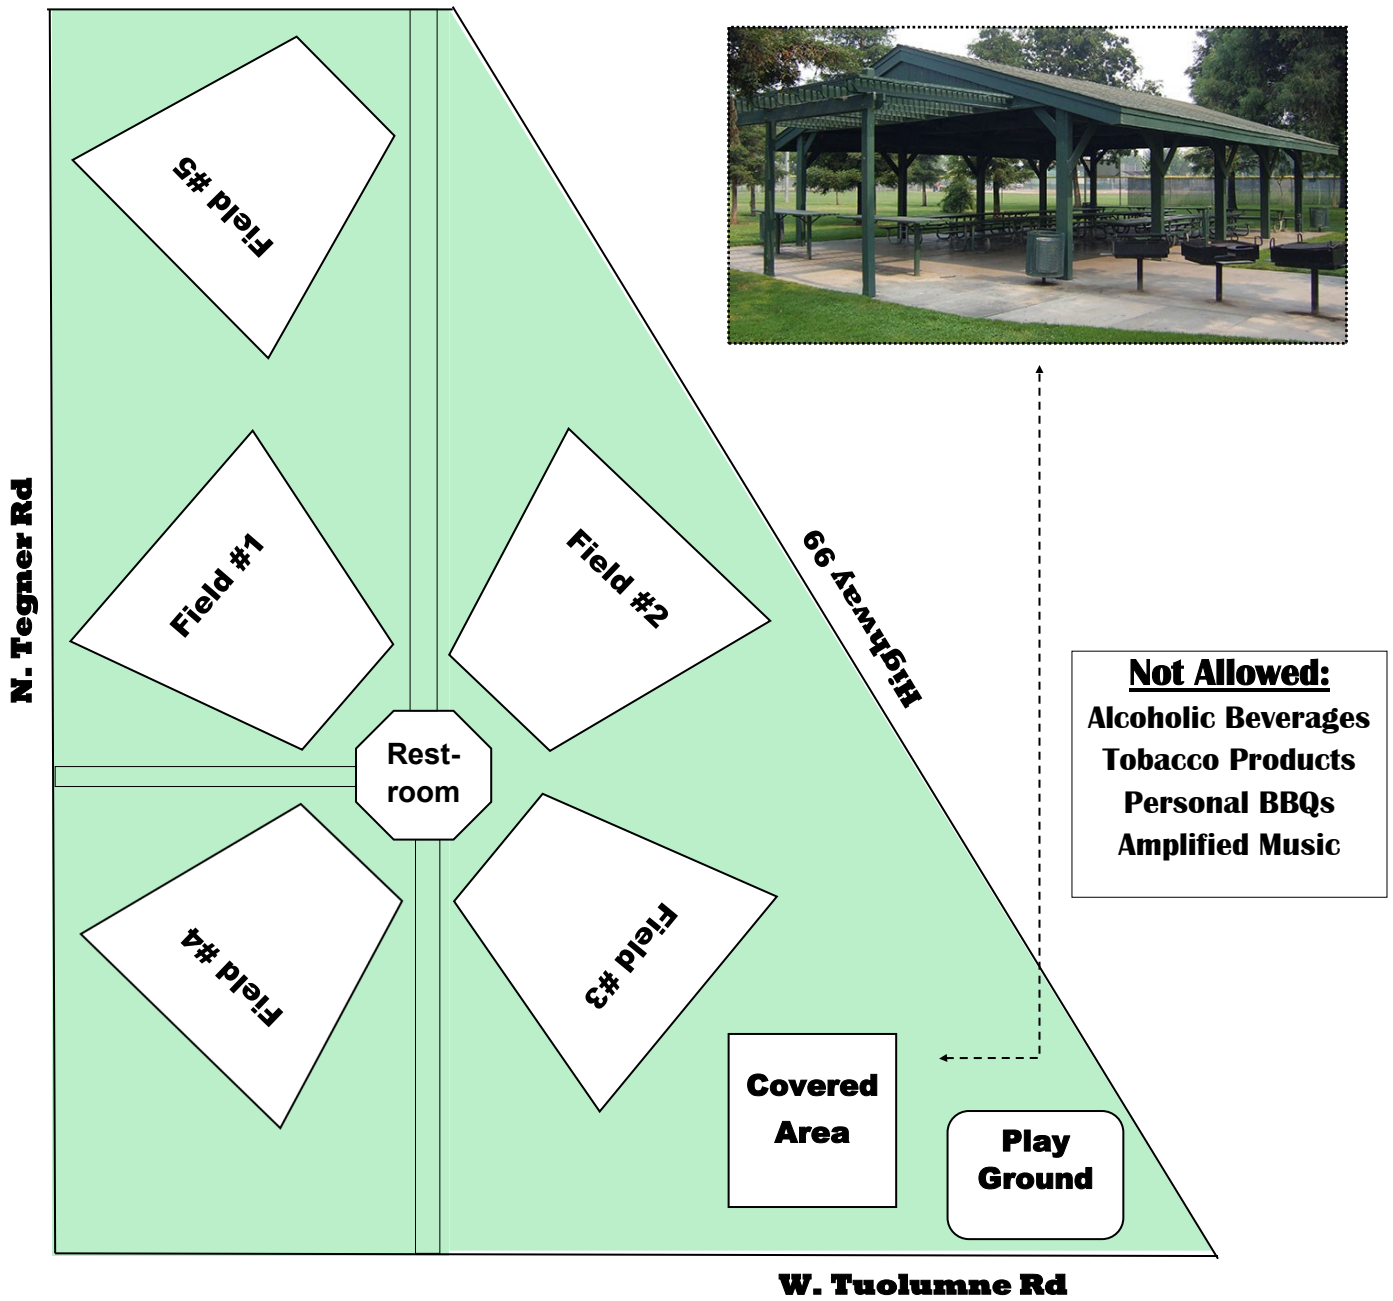 Field #5
N. Tegner Rd
Field #1
Field #2
Highway 99
Rest-
room
Not Allowed:
Alcoholic Beverages
Tobacco Products
Personal BBQs
Amplified Music
Field #4
Field #3
Covered
Area
Play
Ground
W. Tuolumne Rd